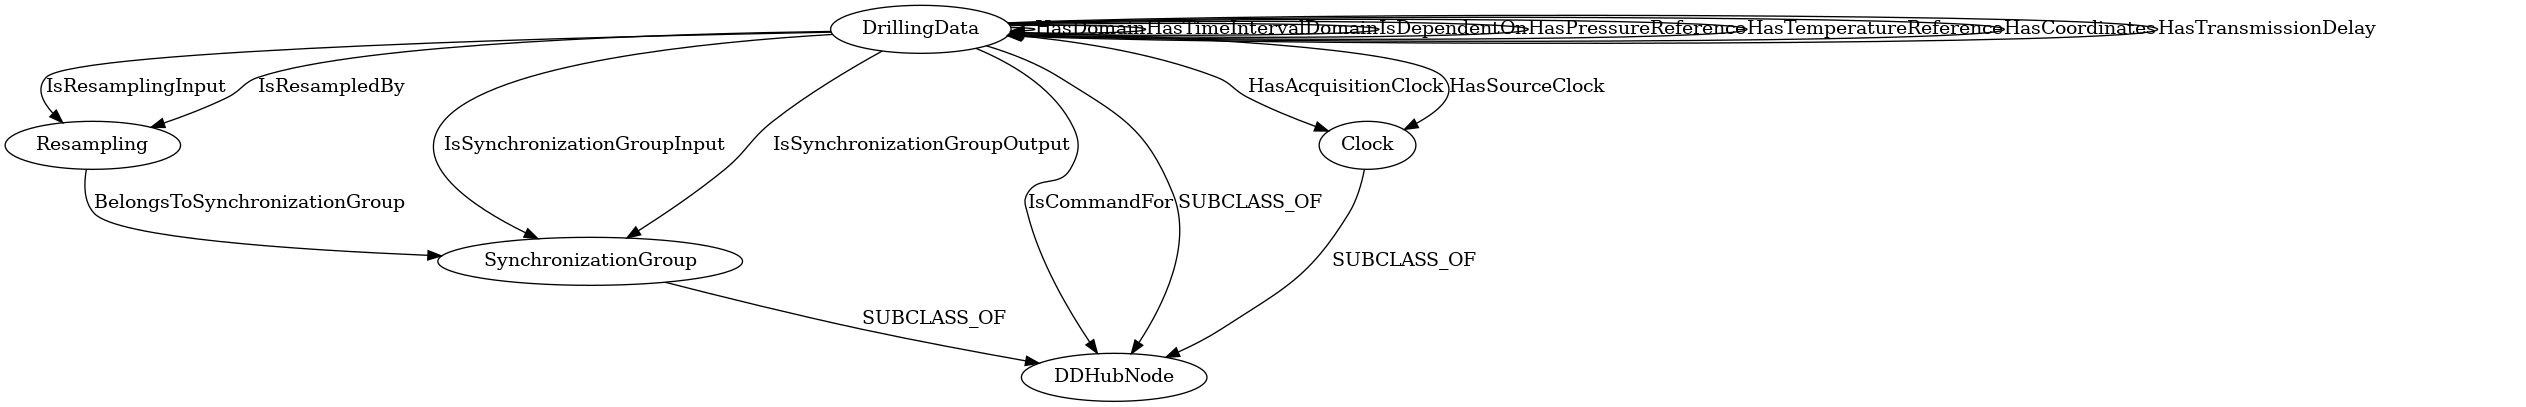 DrillingData
HasDomain
HasTimeIntervalDomain
IsDependentOn
HasPressureReference
HasTemperatureReference
HasCoordinates
HasTransmissionDelay
IsResamplingInput
IsResampledBy
HasAcquisitionClock
HasSourceClock
Resampling
IsSynchronizationGroupInput
IsSynchronizationGroupOutput
Clock
BelongsToSynchronizationGroup
IsCommandFor
SUBCLASS_OF
SynchronizationGroup
SUBCLASS_OF
SUBCLASS_OF
DDHubNode